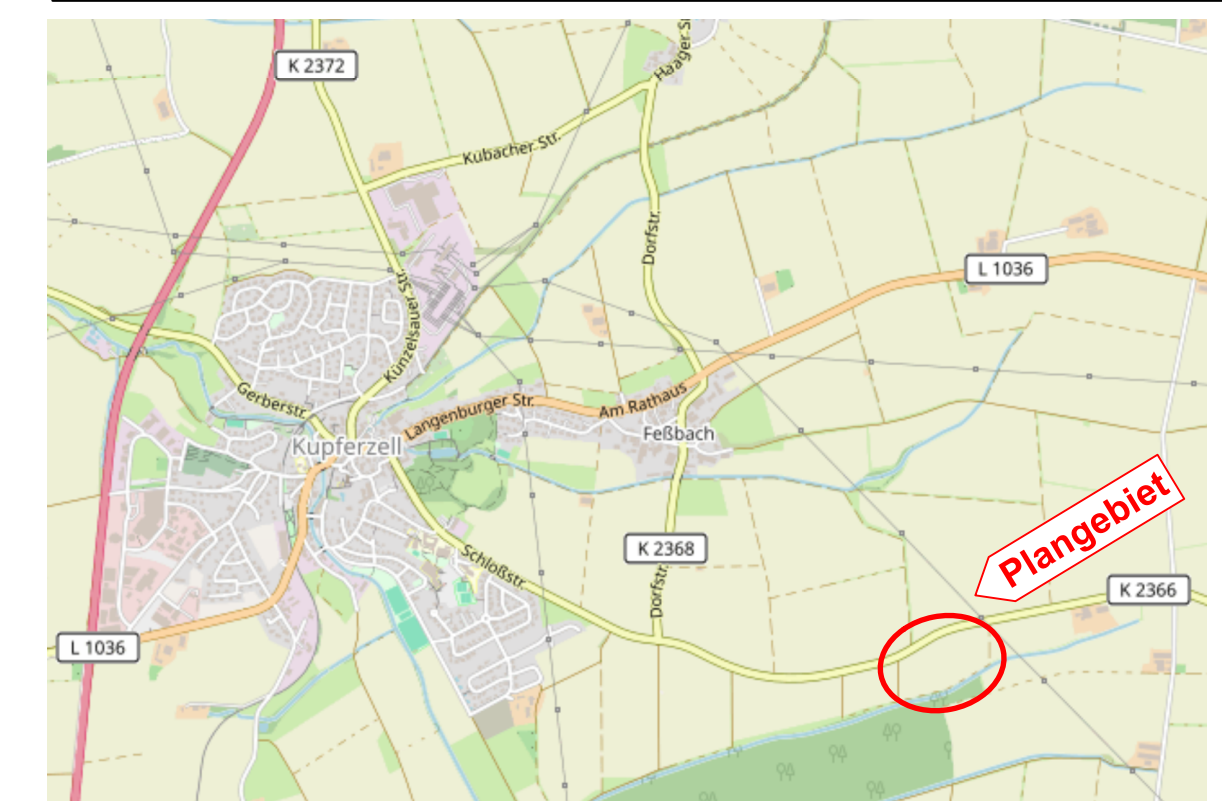 K 2372
Haager S
Kubacher Str.
Dorfstr.
L 1036
Künzelsauer Str.
Gerberstr.
Langenburger Str.
Am Rathaus
Feßbach
Kupferzell
Plangebiet
K 2368
Schloßstr.
Dorfstr.
K 2366
L 1036